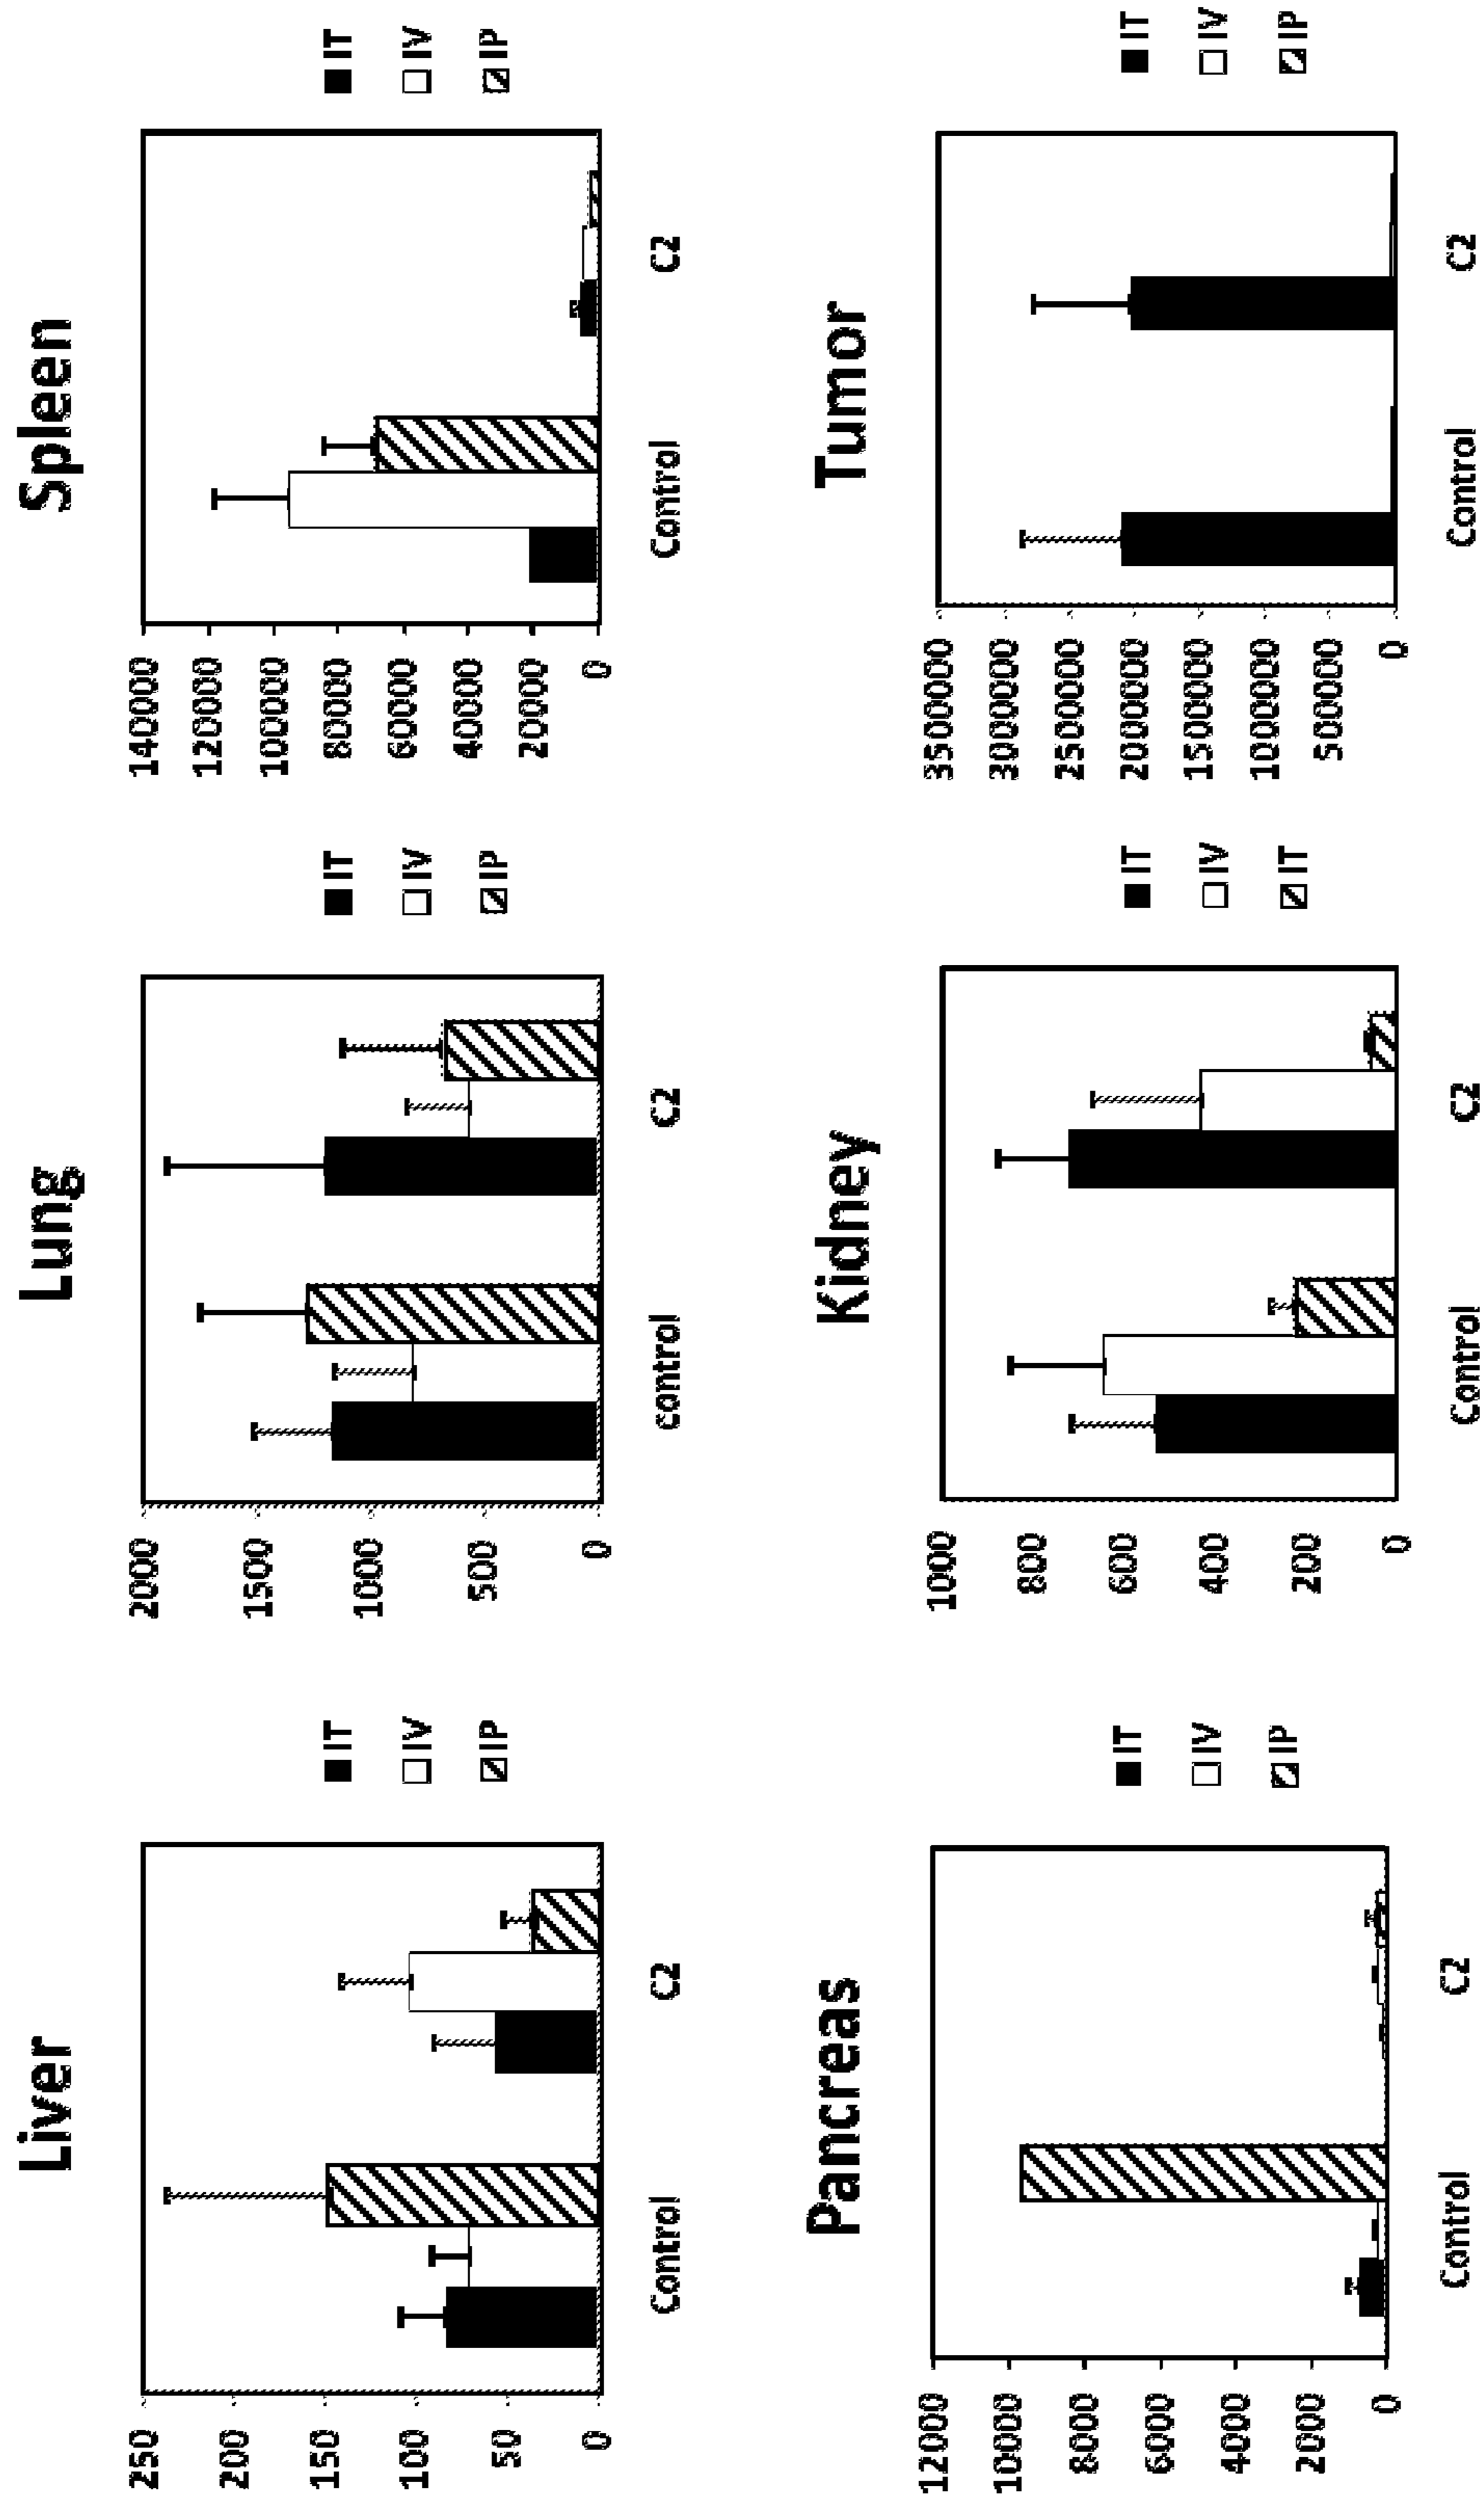 Liver
250
200
150
100
50
0
Control
C2
IT
IV
IP
Lung
2000
1500
1000
500
0
control
C2
IT
IV
IP
Spleen
140000
120000
100000
80000
60000
40000
20000
0
Control
C2
IT
IV
IP
Pancreas
12000
10000
8000
6000
4000
2000
0
Control
C2
IT
IV
IP
Kidney
1000
800
600
400
200
0
Control
C2
IT
IV
IT
Tumor
3500000
3000000
2500000
2000000
1500000
1000000
500000
0
Control
C2
IT
IV
IP